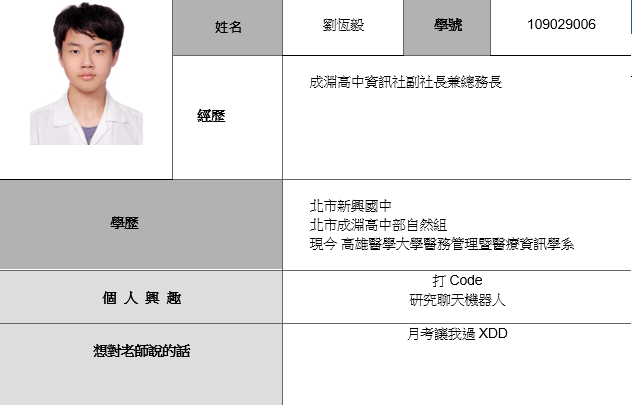 姓名 劉恆毅 學號 109029006
經歷 成淵高中資訊社副社長兼總務長
學歷
北市新興國中
北市成淵高中部自然組
現今 高雄醫學大學醫務管理暨醫療資訊學系
個 人 興 趣
打 Code
研究聊天機器人
想對老師說的話
月考讓我過 XDD